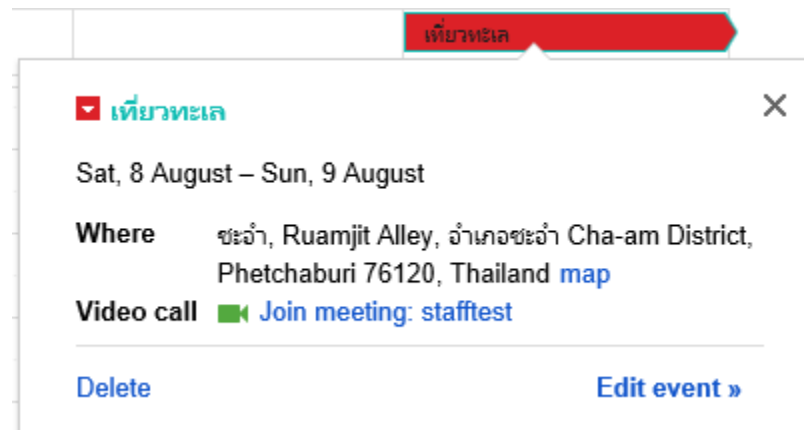 เที่ยวทะเล
เที่ยวทะเล
Sat, 8 August – Sun, 9 August
Where ชะอำ, Ruamjit Alley, อำเภอชะอำ Cha-am District,
Phetchaburi 76120, Thailand map
Video call Join meeting: stafftest
Delete Edit event »